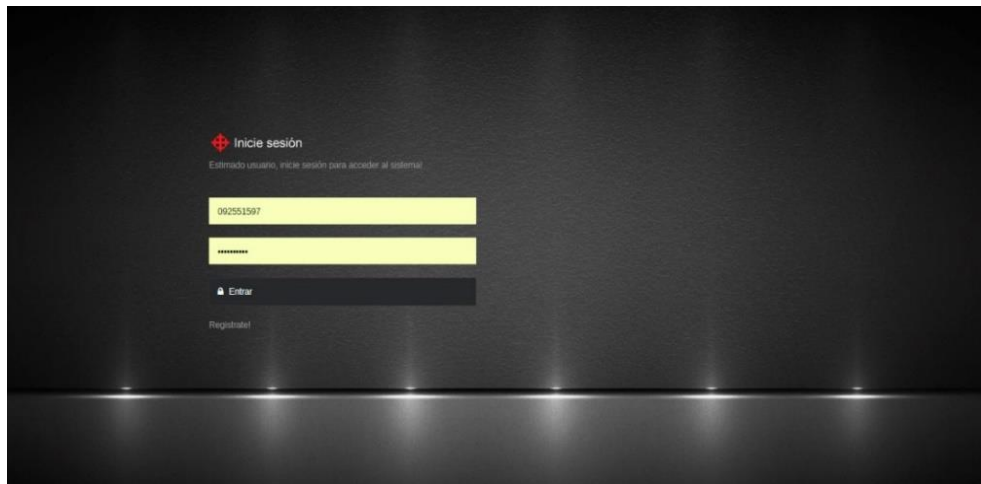 Inicie sesión
Estimado usuario, inicie sesión para acceder al sistema!
092551597
••••••••••
Entrar
Registrate!